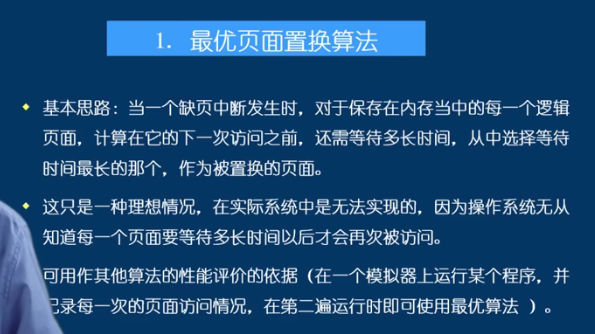 1. 最优页面置换算法
基本思路：当一个缺页中断发生时，对于保存在内存当中的每一个逻辑
页面，计算在它的下一次访问之前，还需等待多长时间，从中选择等待
时间最长的那个，作为被置换的页面。
这只是一种理想情况，在实际系统中是无法实现的，因为操作系统无从
知道每一个页面要等待多长时间以后才会再次被访问。
可用作其他算法的性能评价的依据（在一个模拟器上运行某个程序，并
记录每一次的页面访问情况，在第二遍运行时即可使用最优算法 ）。